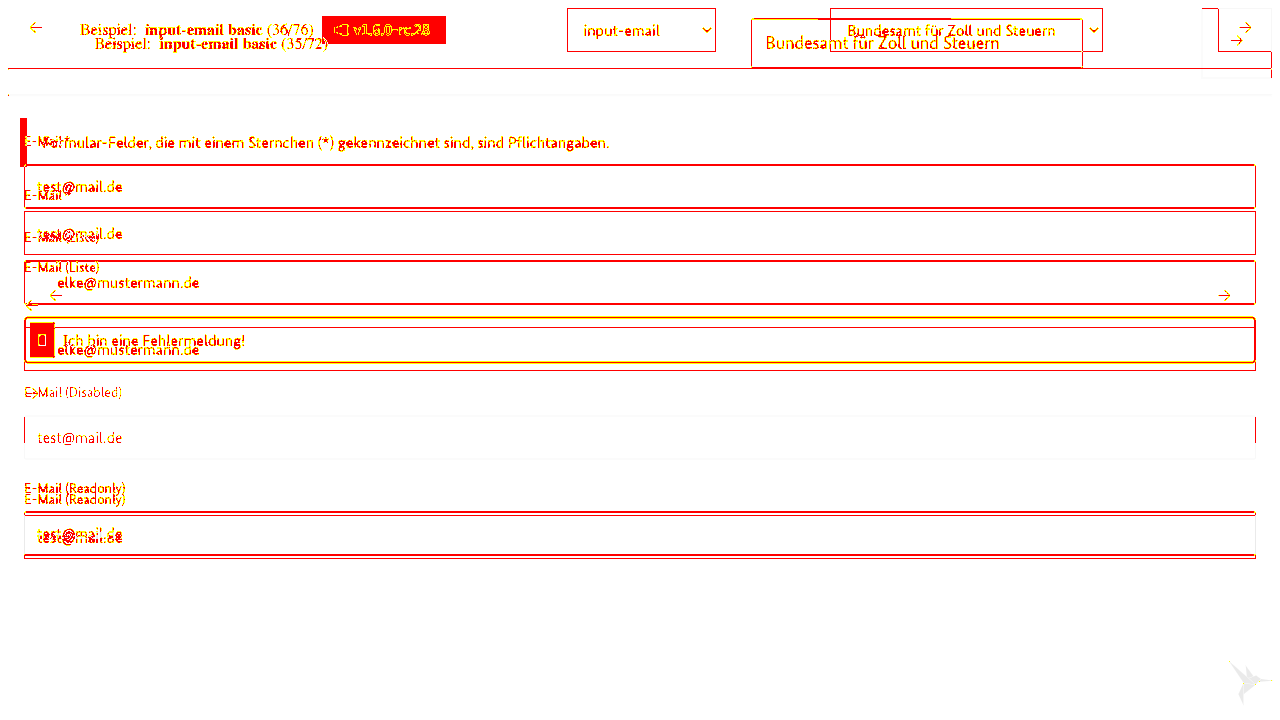 ← Beispiel: input-email basic (36/76) v1.6.0-rc.28 input-email Bundesamt für Zoll und Steuern →
Beispiel: input-email basic (35/72) Bundesamt für Zoll und Steuern →
E-Mail *
Formular-Felder, die mit einem Sternchen (*) gekennzeichnet sind, sind Pflichtangaben.
test@mail.de
E-Mail *
test@mail.de
E-Mail (Liste)
E-Mail (Liste)
elke@mustermann.de
Ich bin eine Fehlermeldung!
elke@mustermann.de
E-Mail (Disabled)
test@mail.de
E-Mail (Readonly)
E-Mail (Readonly)
test@mail.de
test@mail.de